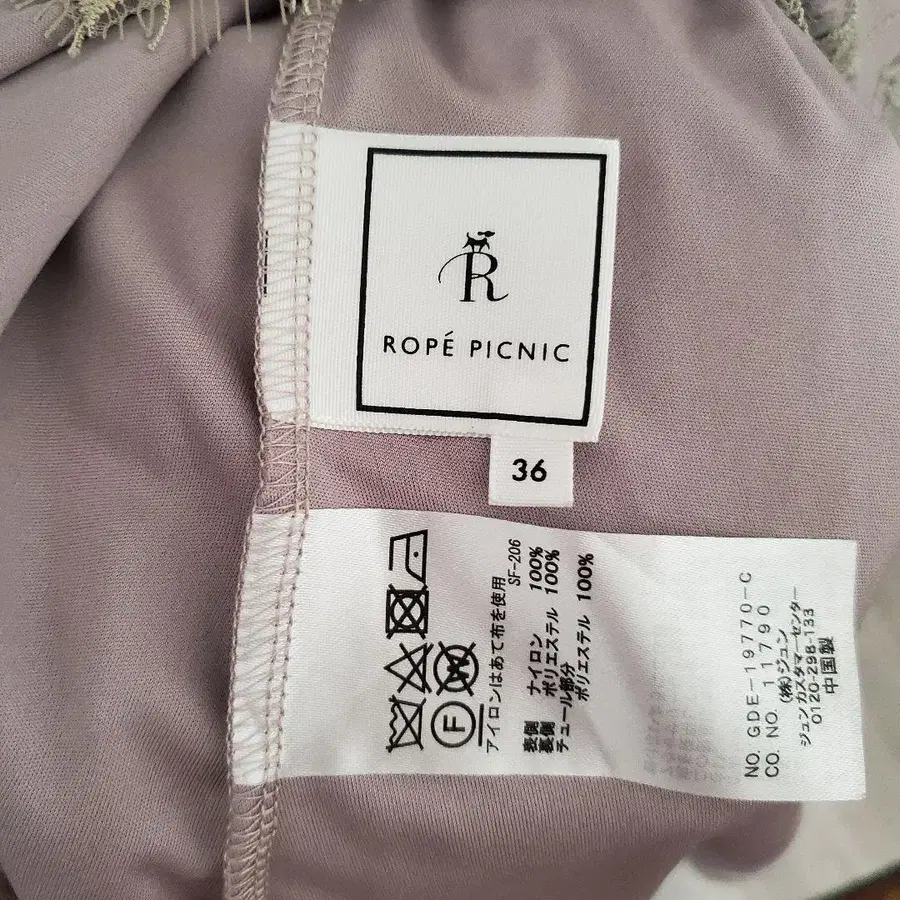 R
ROPÉ PICNIC
36
F
アイロンはあて布を使用
SF-206
表側 ナイロン 100%
裏側 ポリエステル 100%
チュール部分
ポリエステル 100%
NO. GDE-19770-C
CO. NO. 11790
(株)ジュン
ジュンカスタマーセンター
0120-298-133
中国製